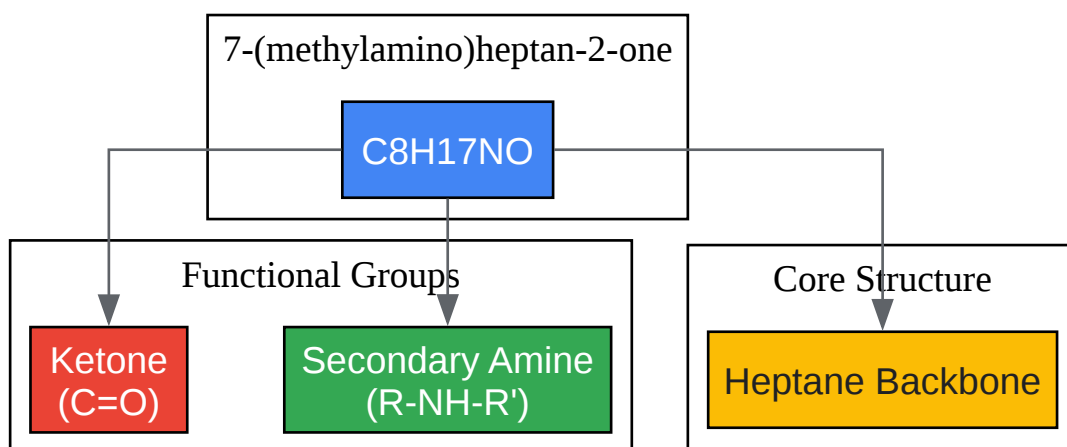 7-(methylamino)heptan-2-one
C8H17NO
Functional Groups
Core Structure
Ketone
(C=O)
Secondary Amine
(R-NH-R')
Heptane Backbone